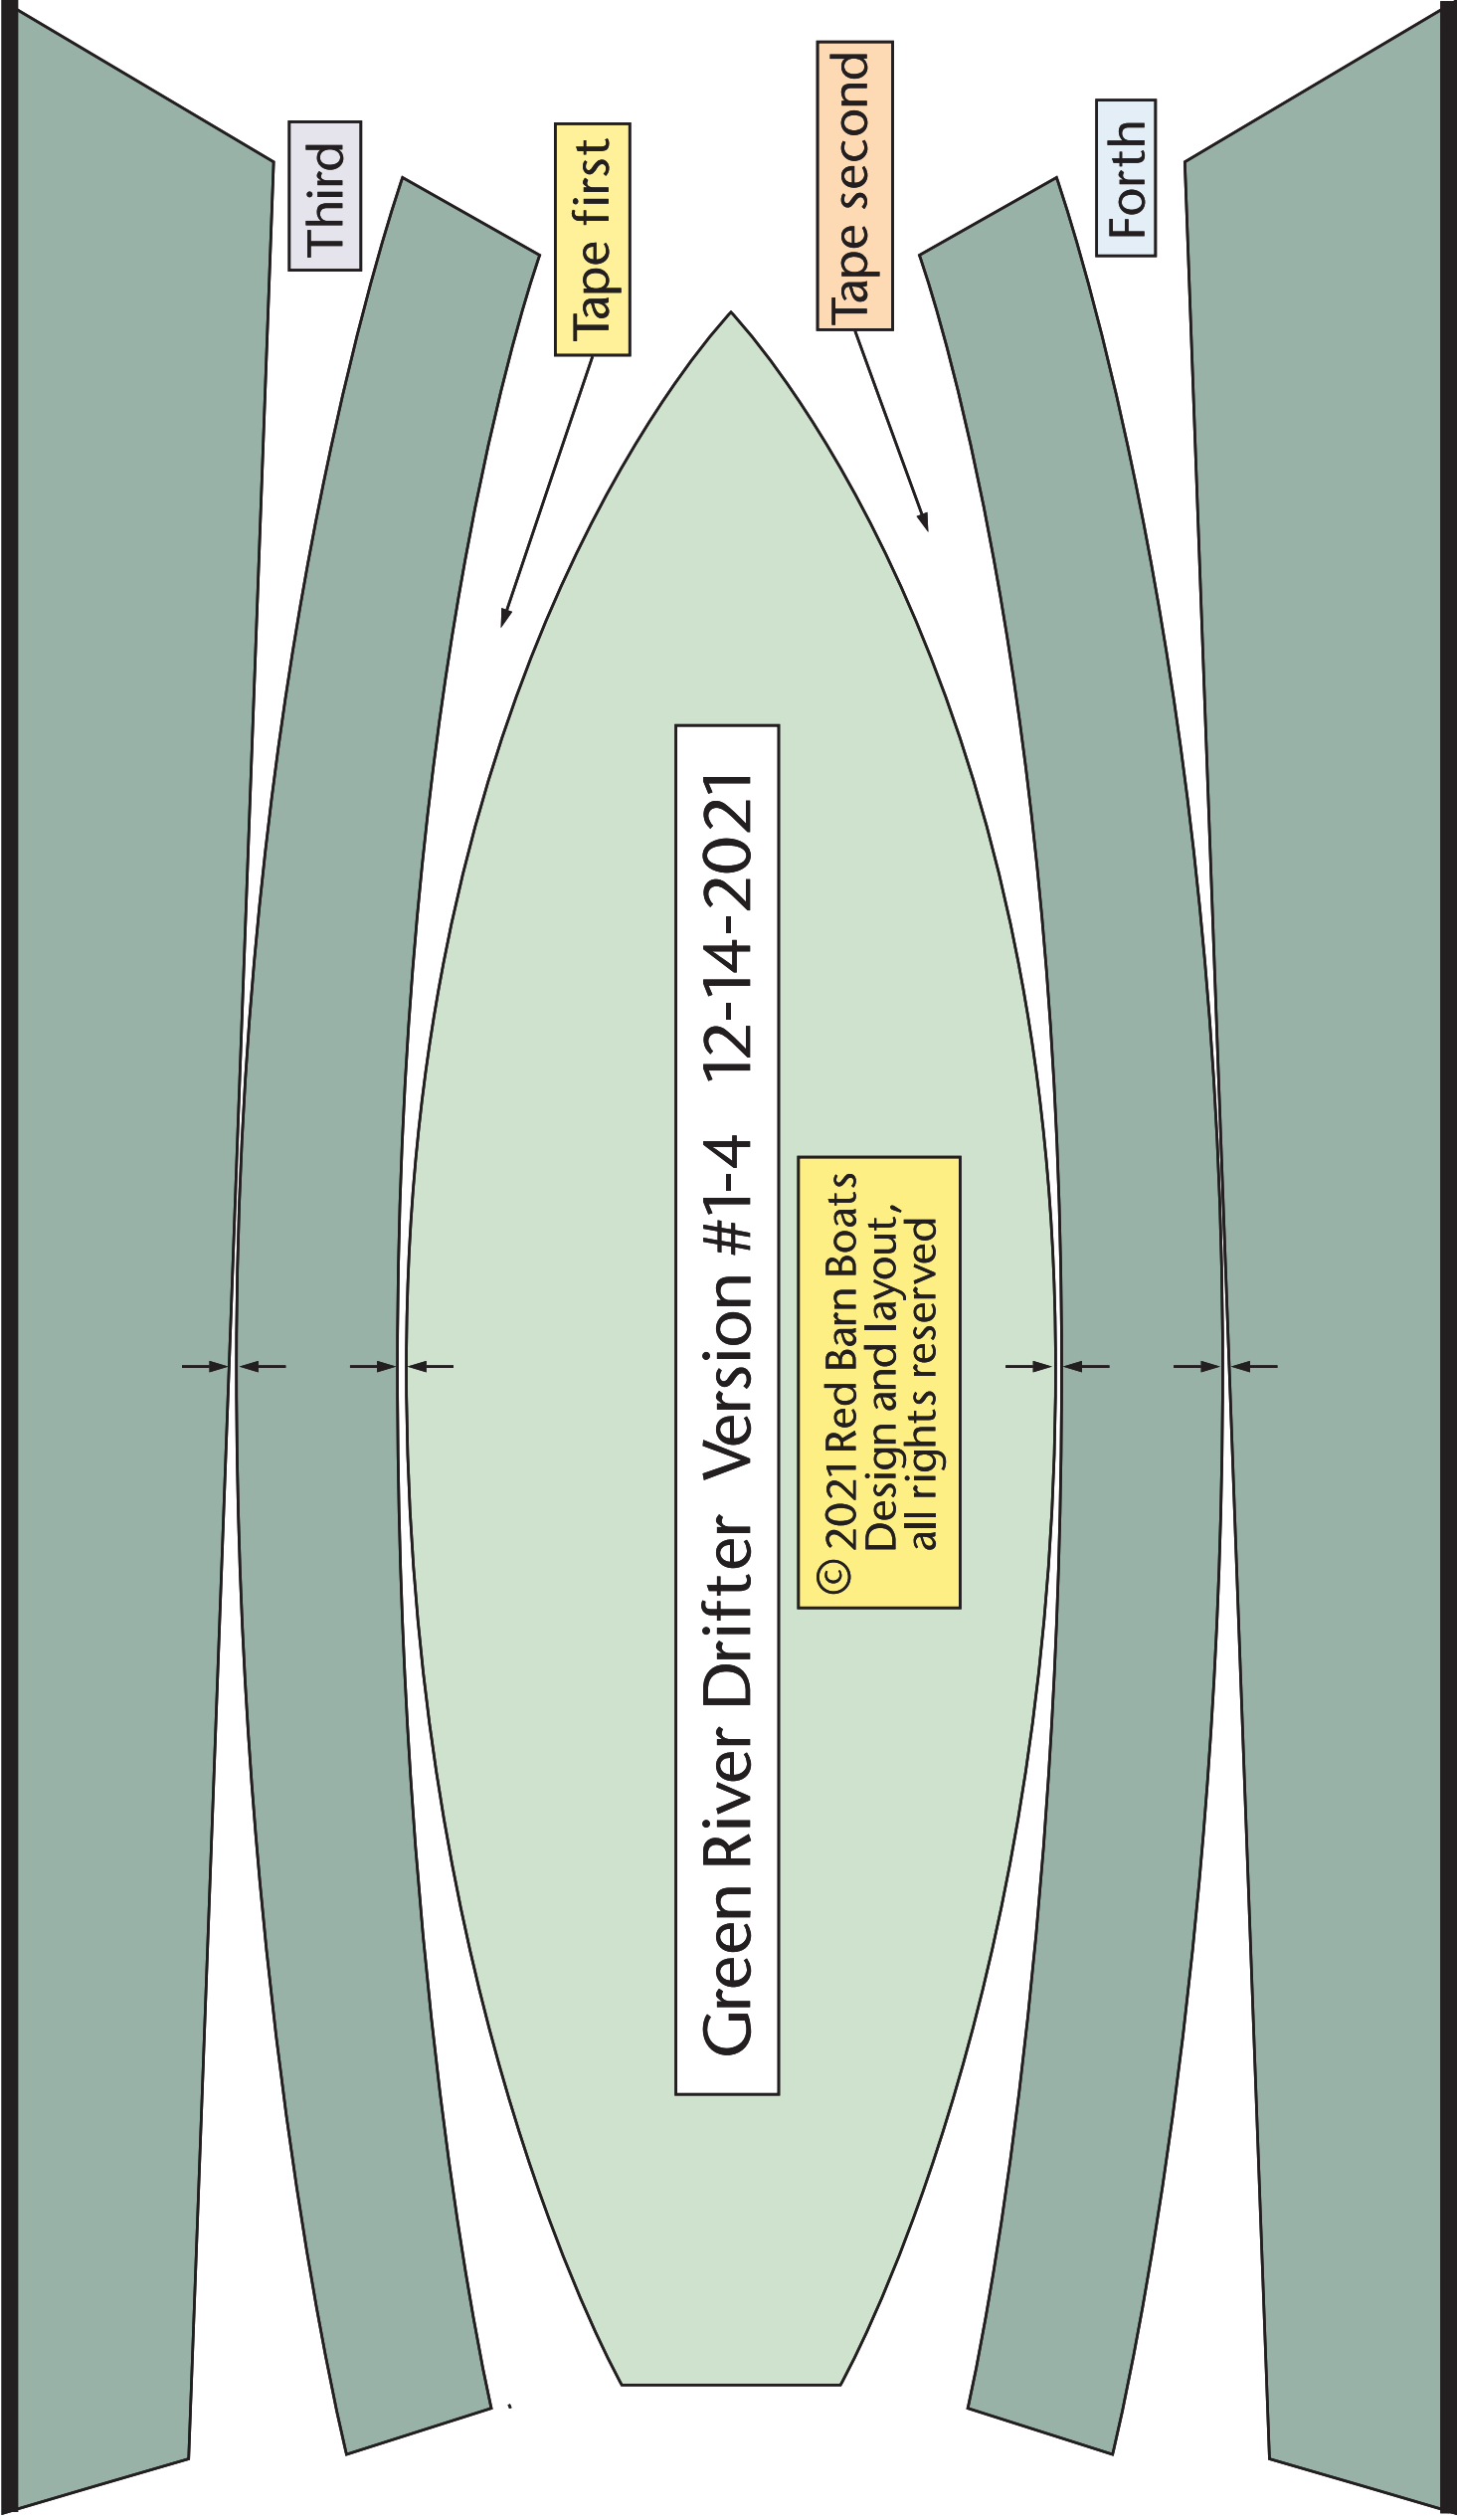 Third
Tape first
Tape second
Forth
Green River Drifter Version #1-4 12-14-2021
© 2021 Red Barn Boats
Design and layout,
all rights reserved